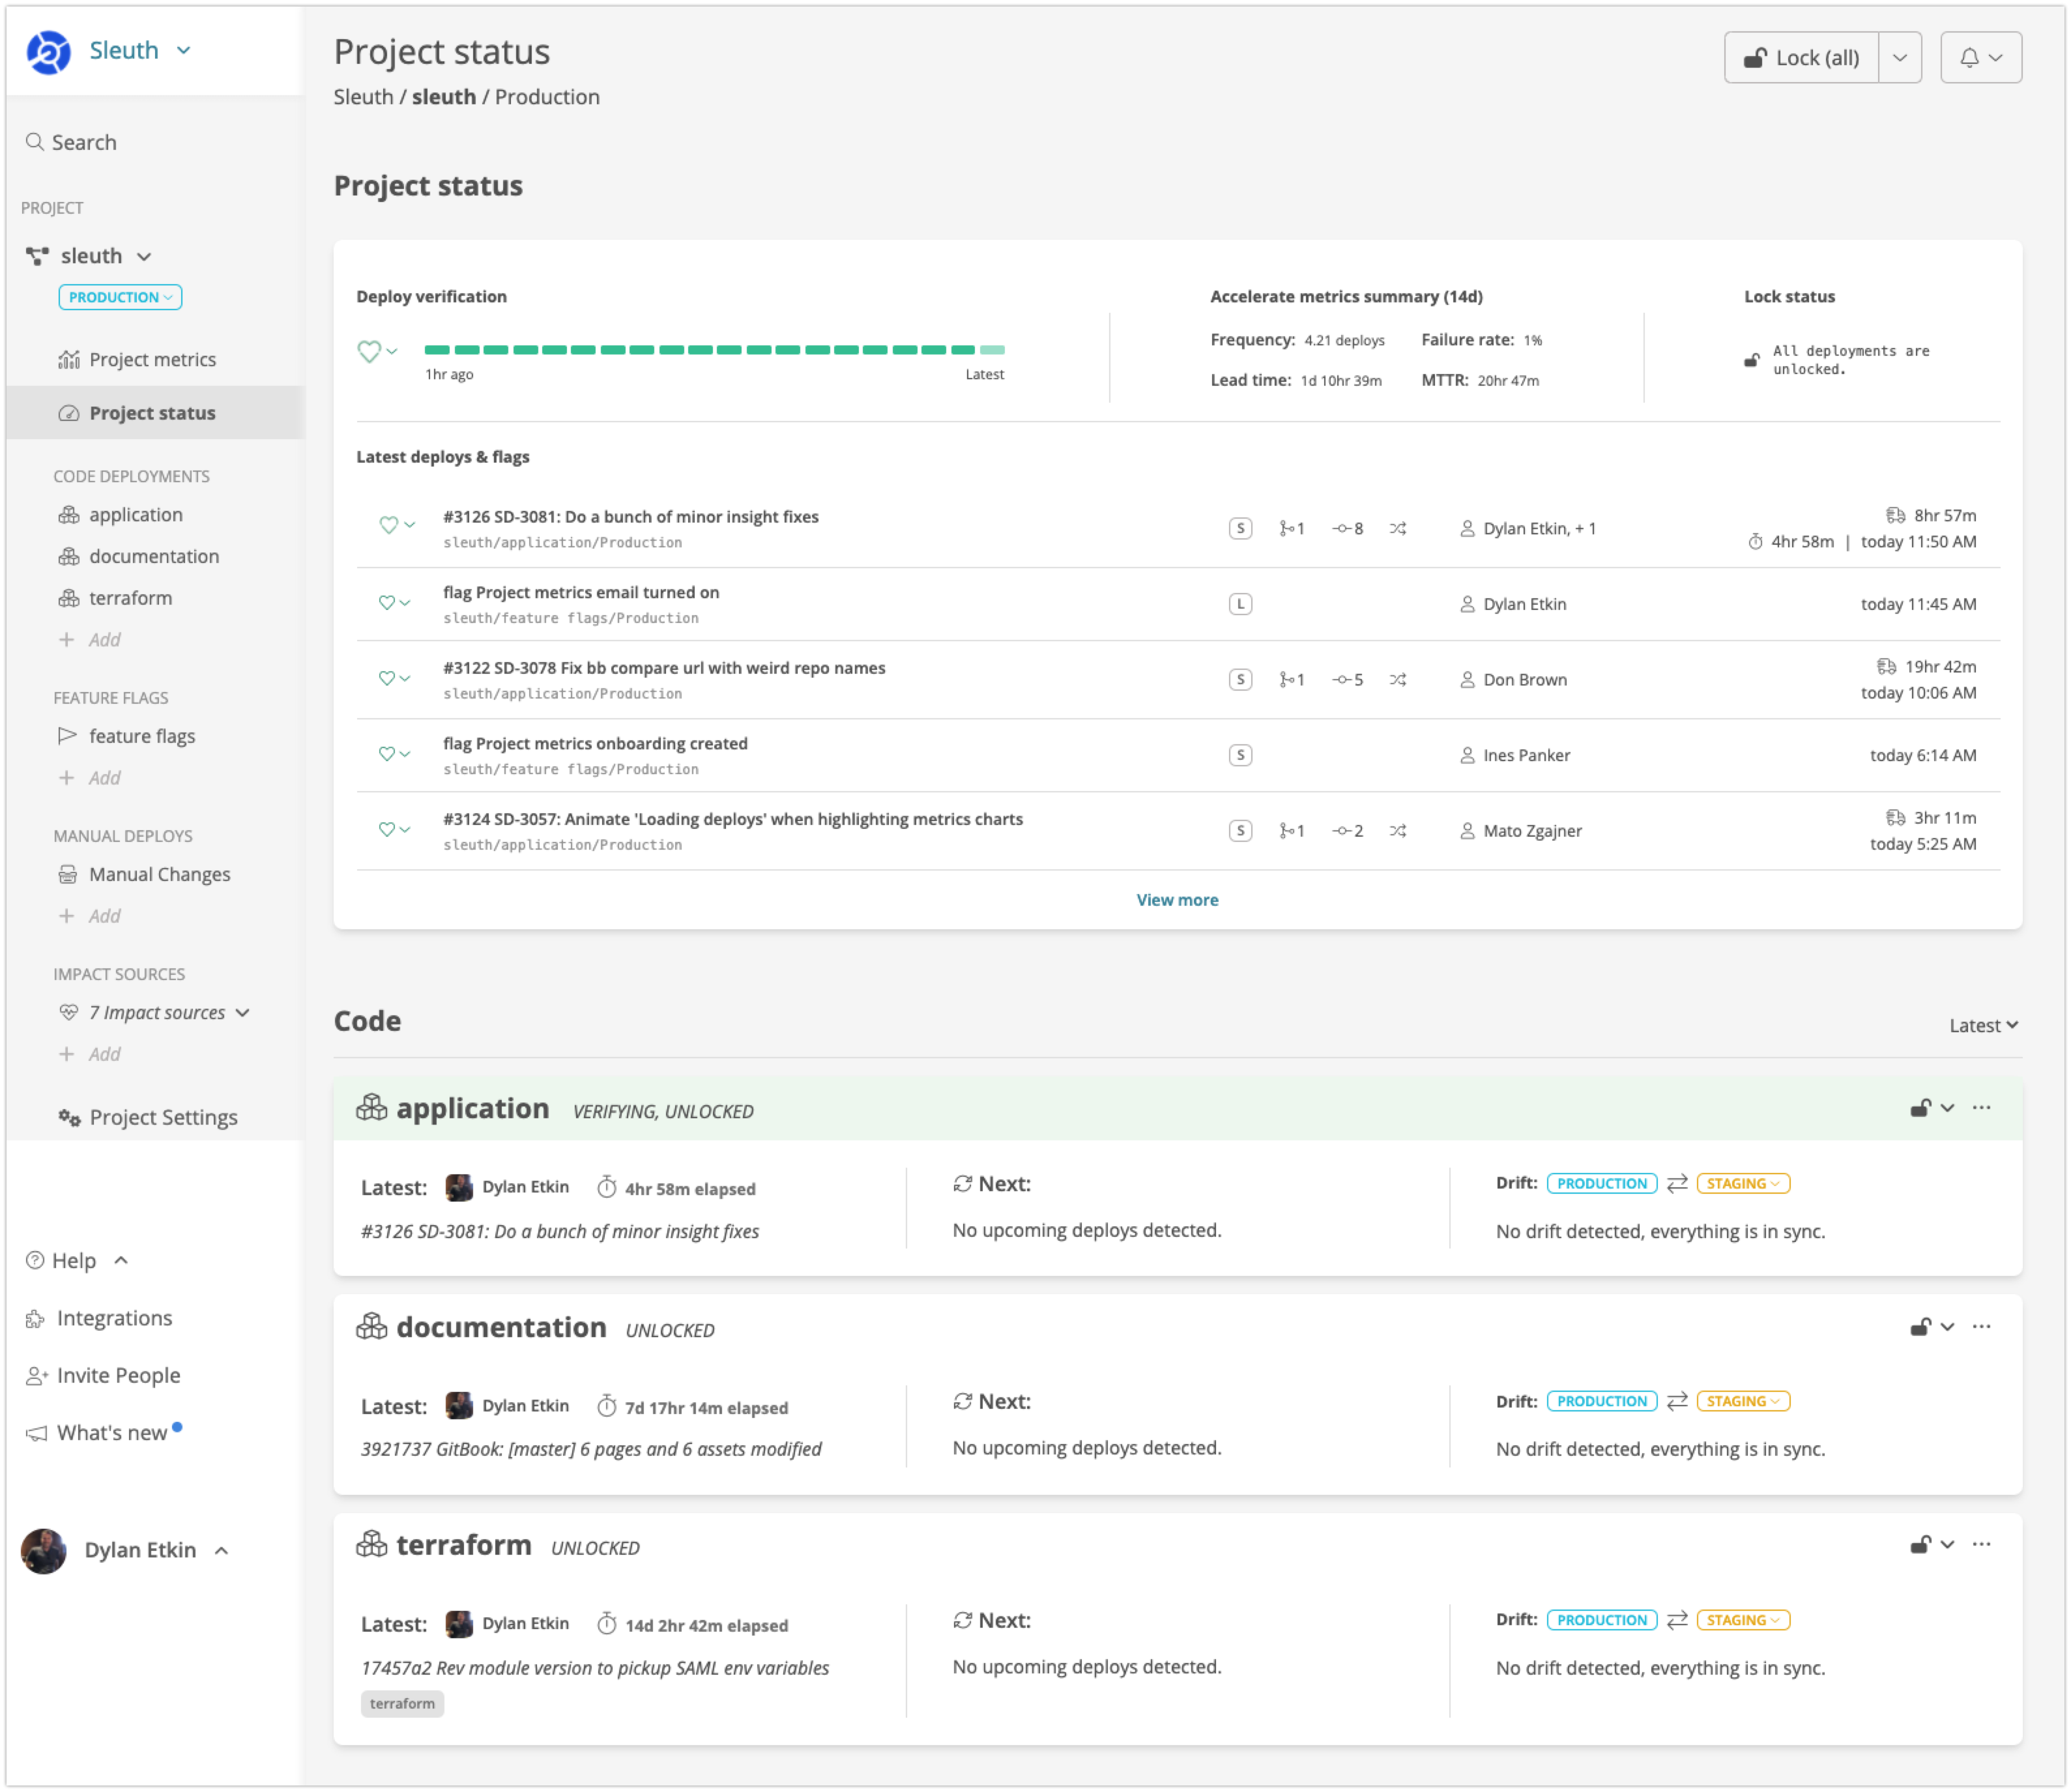 Sleuth
Search
PROJECT
sleuth
PRODUCTION
Project metrics
Project status
CODE DEPLOYMENTS
application
documentation
terraform
Add
FEATURE FLAGS
feature flags
Add
MANUAL DEPLOYS
Manual Changes
Add
IMPACT SOURCES
7 Impact sources
Add
Project Settings
Help
Integrations
Invite People
What's new
Dylan Etkin
Project status
Sleuth / sleuth / Production
Lock (all)
Project status
Deploy verification
1hr ago
Latest
Accelerate metrics summary (14d)
Frequency: 4.21 deploys Failure rate: 1%
Lead time: 1d 10hr 39m MTTR: 20hr 47m
Lock status
All deployments are
unlocked.
Latest deploys & flags
#3126 SD-3081: Do a bunch of minor insight fixes
sleuth/application/Production
S 1 8 Dylan Etkin, + 1
8hr 57m
4hr 58m | today 11:50 AM
flag Project metrics email turned on
sleuth/feature flags/Production
L Dylan Etkin
today 11:45 AM
#3122 SD-3078 Fix bb compare url with weird repo names
sleuth/application/Production
S 1 5 Don Brown
19hr 42m
today 10:06 AM
flag Project metrics onboarding created
sleuth/feature flags/Production
S Ines Panker
today 6:14 AM
#3124 SD-3057: Animate 'Loading deploys' when highlighting metrics charts
sleuth/application/Production
S 1 2 Mato Zgajner
3hr 11m
today 5:25 AM
View more
Code
Latest
application VERIFYING, UNLOCKED
Latest: Dylan Etkin 4hr 58m elapsed
#3126 SD-3081: Do a bunch of minor insight fixes
Next:
No upcoming deploys detected.
Drift: PRODUCTION STAGING
No drift detected, everything is in sync.
documentation UNLOCKED
Latest: Dylan Etkin 7d 17hr 14m elapsed
3921737 GitBook: [master] 6 pages and 6 assets modified
Next:
No upcoming deploys detected.
Drift: PRODUCTION STAGING
No drift detected, everything is in sync.
terraform UNLOCKED
Latest: Dylan Etkin 14d 2hr 42m elapsed
17457a2 Rev module version to pickup SAML env variables
terraform
Next:
No upcoming deploys detected.
Drift: PRODUCTION STAGING
No drift detected, everything is in sync.